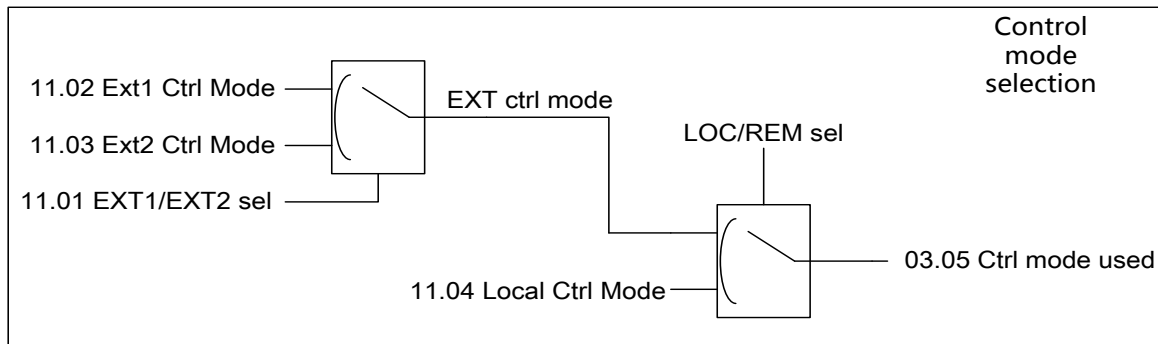 Control
mode
selection
11.02 Ext1 Ctrl Mode
EXT ctrl mode
11.03 Ext2 Ctrl Mode
LOC/REM sel
11.01 EXT1/EXT2 sel
03.05 Ctrl mode used
11.04 Local Ctrl Mode